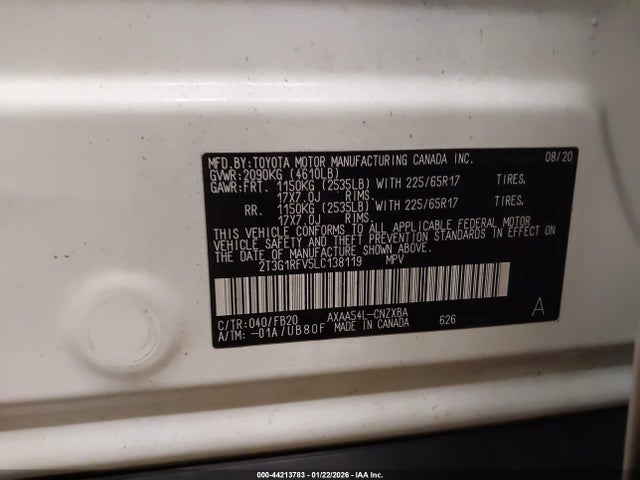 MFD.BY: TOYOTA MOTOR MANUFACTURING CANADA INC. 08/20
GVWR: 2090KG (4610LB)
GAWR: FRT. 1150KG (2535LB) WITH 225/65R17 TIRES,
17X7.0J RIMS.
RR. 1150KG (2535LB) WITH 225/65R17 TIRES,
17X7.0J RIMS.
THIS VEHICLE CONFORMS TO ALL APPLICABLE FEDERAL MOTOR
VEHICLE SAFETY AND THEFT PREVENTION STANDARDS IN EFFECT ON
THE DATE OF MANUFACTURE SHOWN ABOVE.
2T3G1RFV5LC138119 MPV
C/TR: 040/FB20 AXAA54L-CNZXBA A
A/TM: -01A/UB80F MADE IN CANADA 626
000-44213783 - 01/22/2026 - IAA Inc.